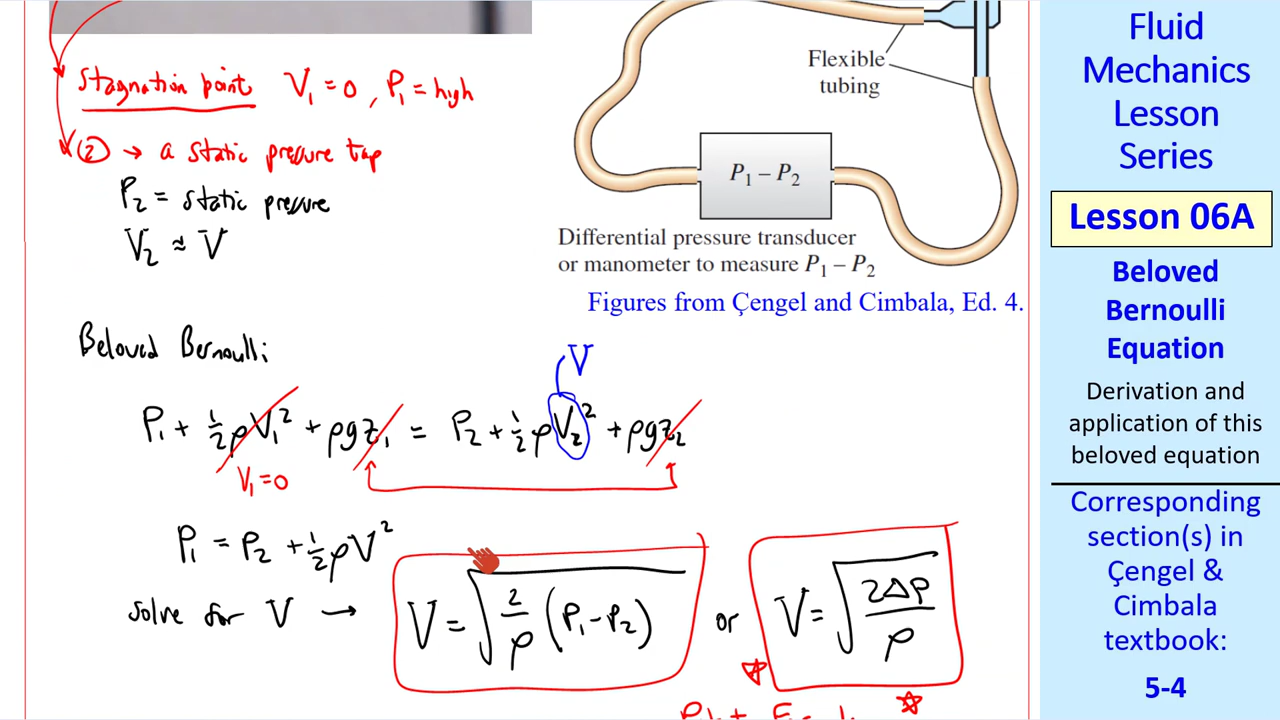 Stagnation point V₁ = 0, P₁ = high
(2) → a static pressure tap
P₂ = static pressure
V₂ ≈ V
Flexible
tubing
P₁ – P₂
Differential pressure transducer
or manometer to measure P₁ – P₂
Figures from Çengel and Cimbala, Ed. 4.
Beloved Bernoulli
V
P₁ + ½ρV₁² + ρgz₁ = P₂ + ½ρV₂² + ρgz₂
V₁ = 0
P₁ = P₂ + ½ρV²
Solve for V → V = √(2/ρ (P₁ - P₂)) or V = √(2ΔP/ρ)
Fluid
Mechanics
Lesson
Series
Lesson 06A
Beloved
Bernoulli
Equation
Derivation and
application of this
beloved equation
Corresponding
section(s) in
Çengel &
Cimbala
textbook:
5-4